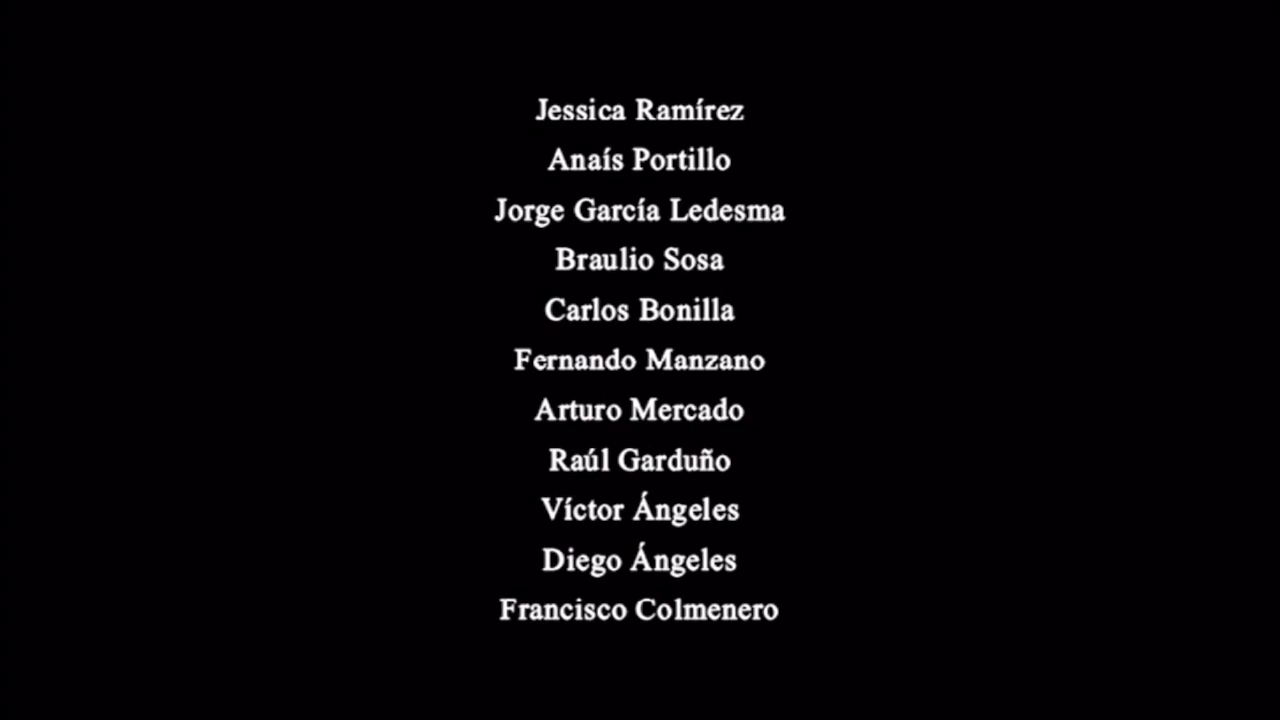 Jessica Ramírez
Anaís Portillo
Jorge García Ledesma
Braulio Sosa
Carlos Bonilla
Fernando Manzano
Arturo Mercado
Raúl Garduño
Víctor Ángeles
Diego Ángeles
Francisco Colmenero